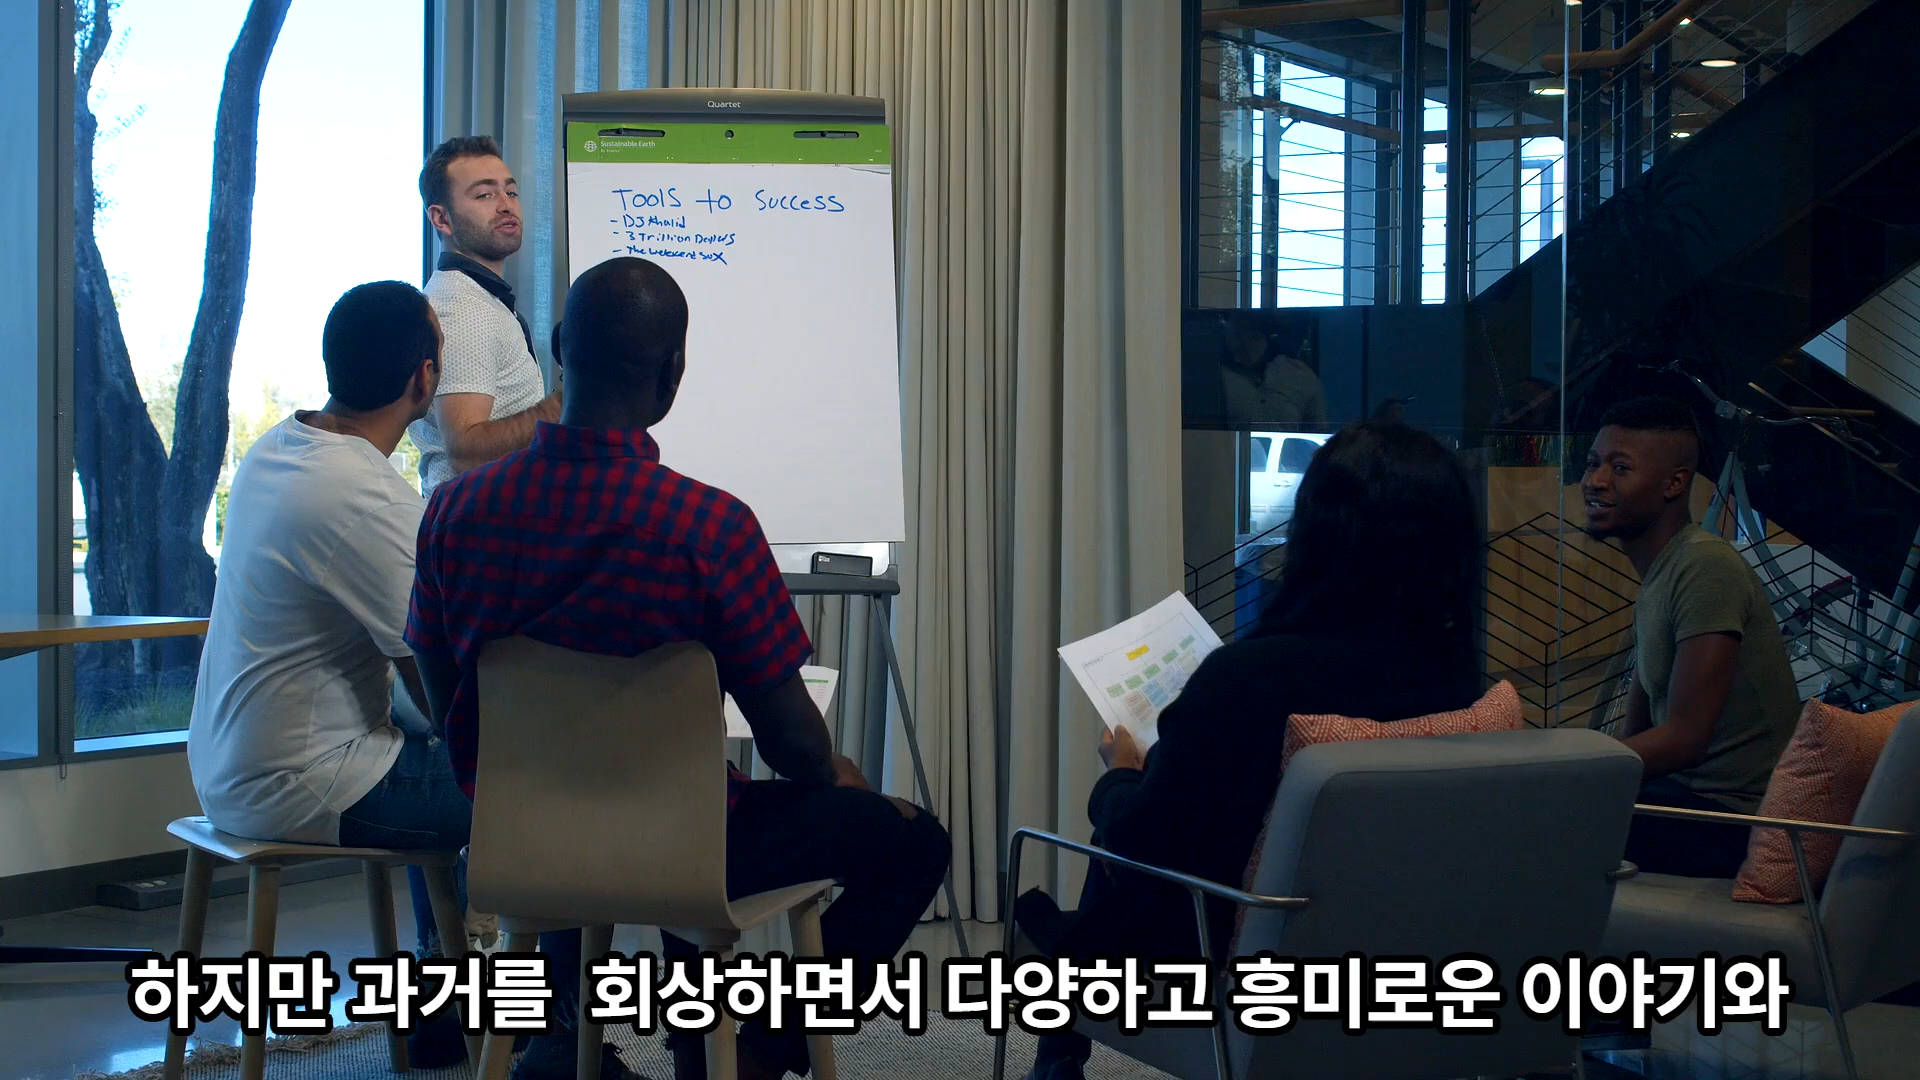 Quartet
Sustainable Earth
Tools to Success
- DJ Khalid
- 3 Trillion Dollars
- The weekend sux
하지만 과거를 회상하면서 다양하고 흥미로운 이야기와